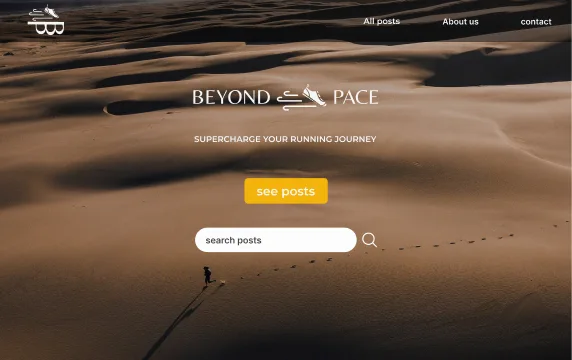 All posts
About us
contact
BEYOND PACE
SUPERCHARGE YOUR RUNNING JOURNEY
see posts
search posts